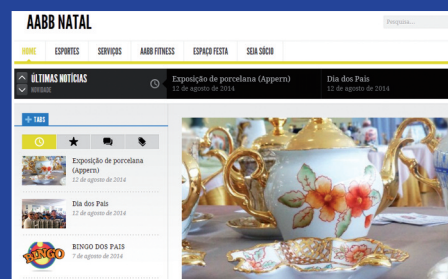 AABB NATAL
Pesquisa...
HOME ESPORTES SERVIÇOS AABB FITNESS ESPAÇO FESTA SEJA SÓCIO
ÚLTIMAS NOTÍCIAS
NOVIDADE
Exposição de porcelana (Appern)
12 de agosto de 2014
Dia dos Pais
12 de agosto de 2014
+ TABS
Exposição de porcelana
(Appern)
12 de agosto de 2014
Dia dos Pais
12 de agosto de 2014
BINGO
BINGO DOS PAIS
7 de agosto de 2014